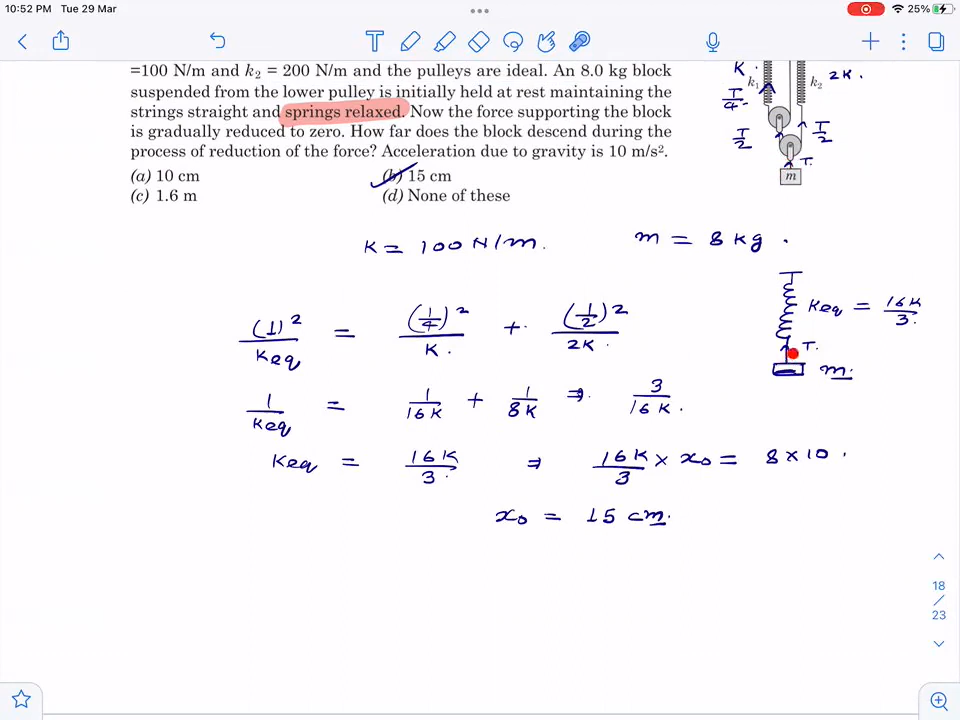 10:52 PM Tue 29 Mar
25%
=100 N/m and k2 = 200 N/m and the pulleys are ideal. An 8.0 kg block
suspended from the lower pulley is initially held at rest maintaining the
strings straight and springs relaxed. Now the force supporting the block
is gradually reduced to zero. How far does the block descend during the
process of reduction of the force? Acceleration due to gravity is 10 m/s².
(a) 10 cm (b) 15 cm
(c) 1.6 m (d) None of these
K k1 k2 2K.
T/4
T/2 T/2
T.
m
K = 100 N/m. m = 8 kg.
(1)²/Keq = (1/4)²/K + (1/2)²/2K
Keq = 16K/3.
T.
m.
1/Keq = 1/16K + 1/8K ⇒ 3/16K.
Keq = 16K/3 ⇒ 16K/3 × x0 = 8 × 10.
x0 = 15 cm.
18
/
23